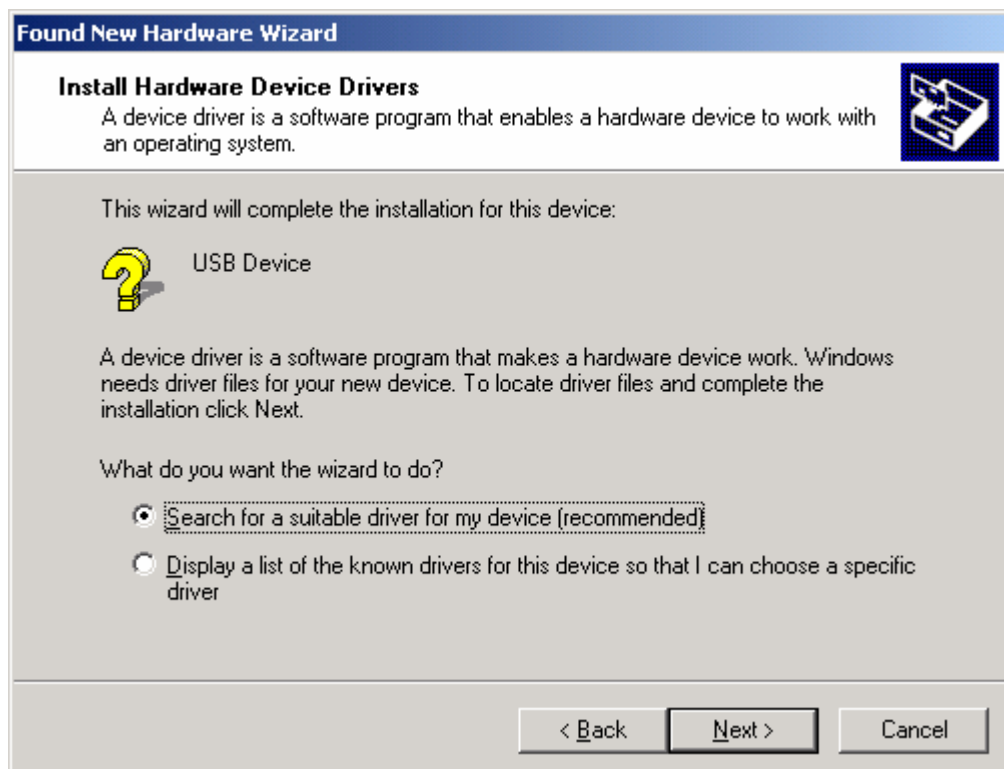 Found New Hardware Wizard
Install Hardware Device Drivers
A device driver is a software program that enables a hardware device to work with
an operating system.
This wizard will complete the installation for this device:
USB Device
A device driver is a software program that makes a hardware device work. Windows
needs driver files for your new device. To locate driver files and complete the
installation click Next.
What do you want the wizard to do?
Search for a suitable driver for my device (recommended)
Display a list of the known drivers for this device so that I can choose a specific
driver
< Back
Next >
Cancel